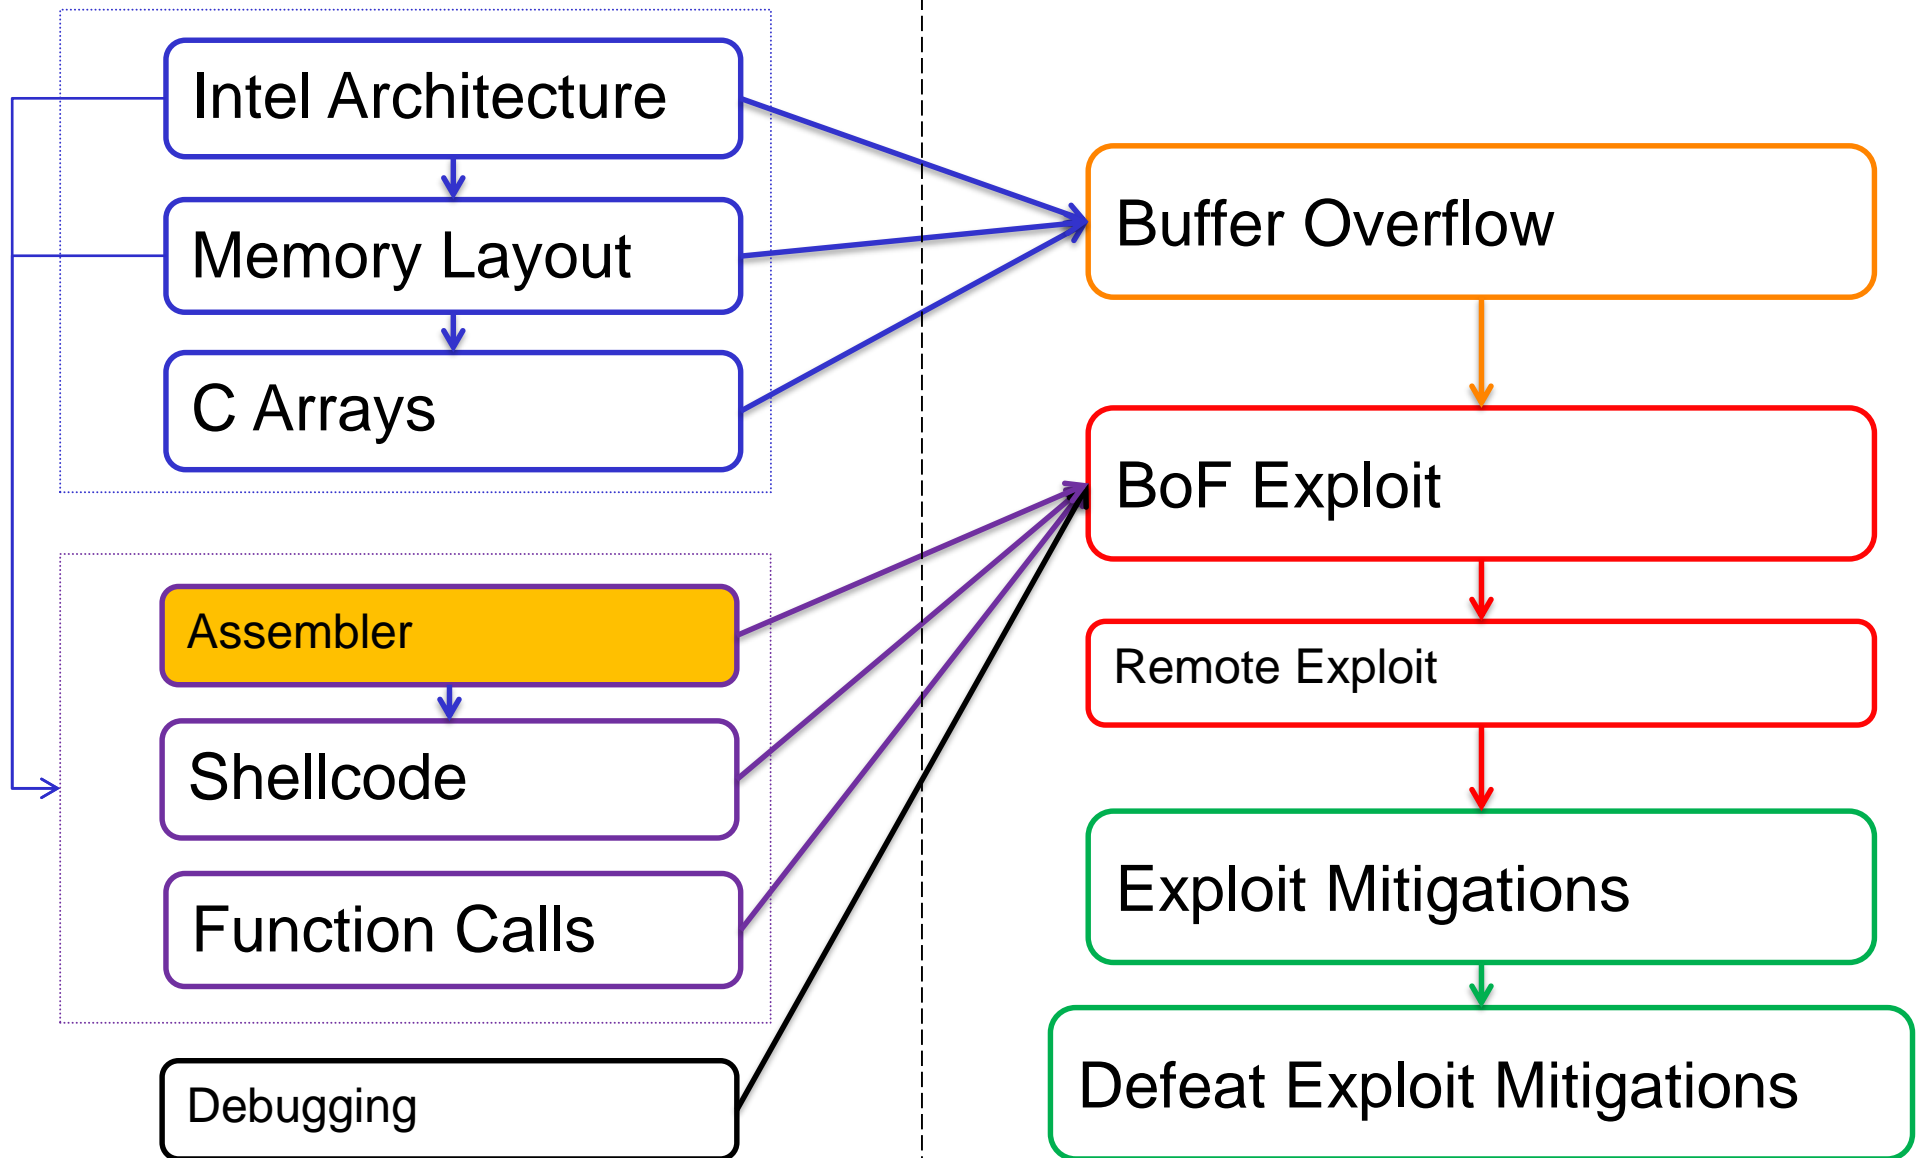 Intel Architecture
Memory Layout
C Arrays
Assembler
Shellcode
Function Calls
Debugging
Buffer Overflow
BoF Exploit
Remote Exploit
Exploit Mitigations
Defeat Exploit Mitigations